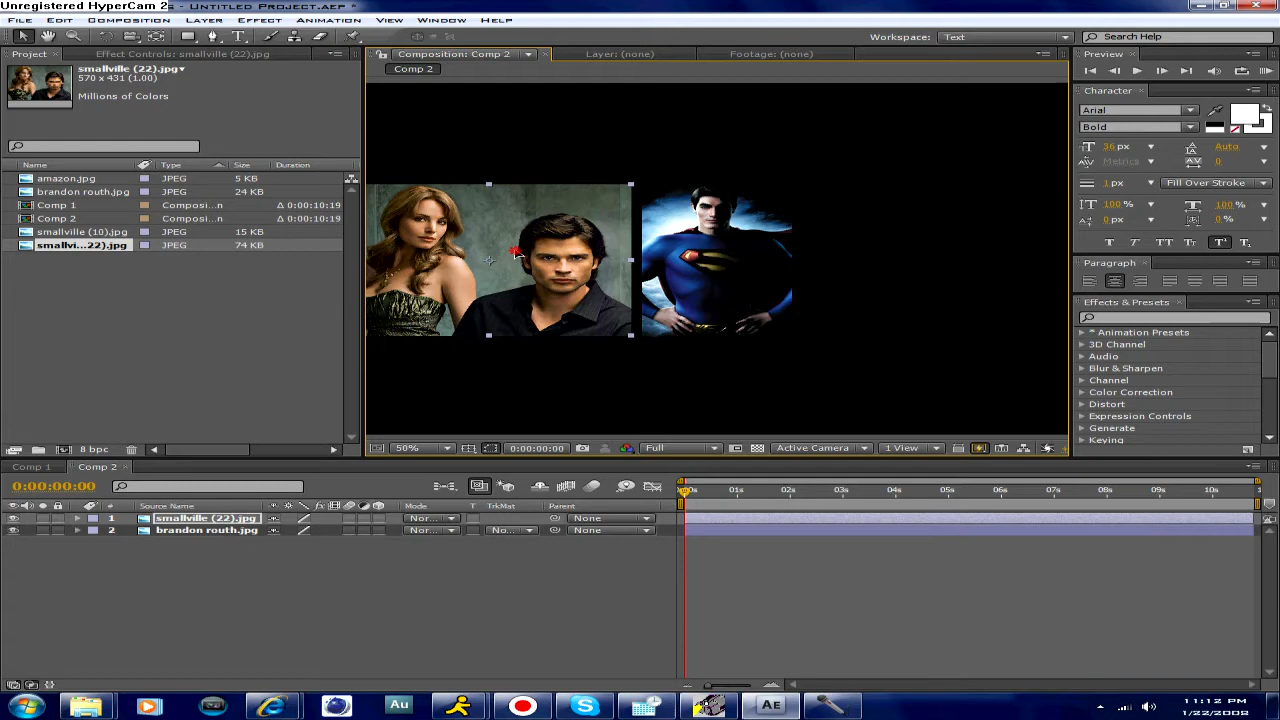 Unregistered HyperCam 2 - Untitled Project.aep *
File Edit Composition Layer Effect Animation View Window Help
Workspace: Text Search Help
Project Effect Controls: smallville (22).jpg Composition: Comp 2 Layer: (none) Footage: (none) Preview
smallville (22).jpg▾ Comp 2
570 x 431 (1.00)
Millions of Colors
Character
Arial
Bold
36 px Auto
Metrics 0
1 px Fill Over Stroke
100 % 100 %
0 px 0 %
T T TT Tt T¹ T₁
Paragraph
Effects & Presets
* Animation Presets
3D Channel
Audio
Blur & Sharpen
Channel
Color Correction
Distort
Expression Controls
Generate
Keying
Name Type Size Duration
amazon.jpg JPEG 5 KB
brandon routh.jpg JPEG 24 KB
Comp 1 Composi...n Δ 0:00:10:19
Comp 2 Composi...n Δ 0:00:10:19
smallville (10).jpg JPEG 15 KB
smallvi...22).jpg JPEG 74 KB
8 bpc 50% 0:00:00:00 Full Active Camera 1 View
Comp 1 Comp 2
0:00:00:00
# Source Name Mode T TrkMat Parent
01s 02s 03s 04s 05s 06s 07s 08s 09s 10s
1 smallville (22).jpg Nor... None
2 brandon routh.jpg Nor... No... None
Au S AE
11:12 PM
1/22/2008